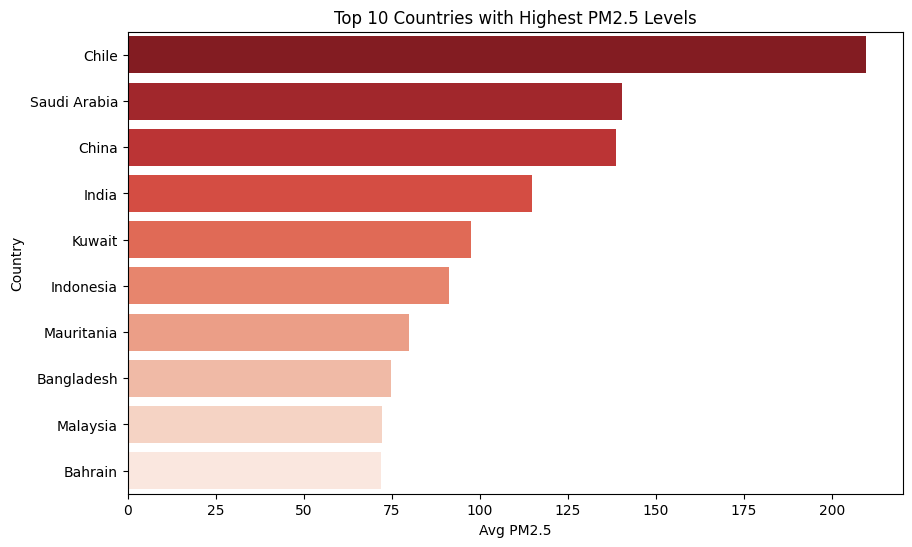 Top 10 Countries with Highest PM2.5 Levels
Country
Chile
Saudi Arabia
China
India
Kuwait
Indonesia
Mauritania
Bangladesh
Malaysia
Bahrain
0 25 50 75 100 125 150 175 200
Avg PM2.5